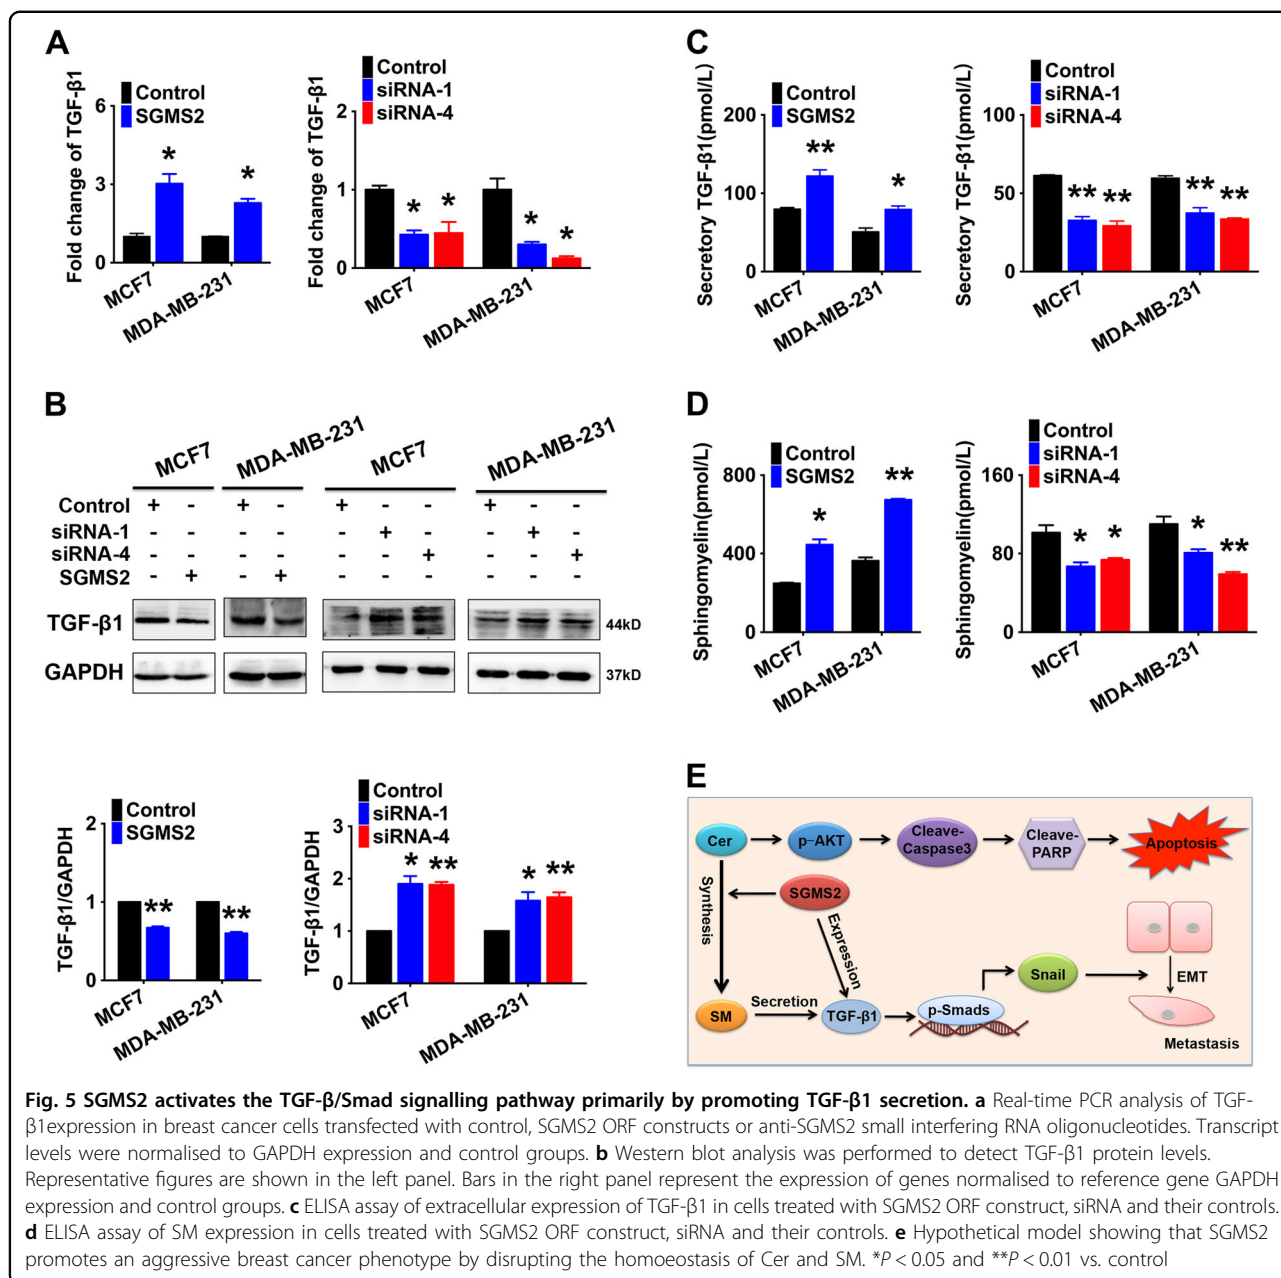 A
Fold change of TGF-β1
6
3
0
Control
SGMS2
*
*
MCF7
MDA-MB-231
Fold change of TGF-β1
2
1
0
Control
siRNA-1
siRNA-4
*
*
*
*
MCF7
MDA-MB-231
B
MCF7
MDA-MB-231
MCF7
MDA-MB-231
Control + - + - + - - + - -
siRNA-1 - - - - - + - - + -
siRNA-4 - - - - - - + - - +
SGMS2 - + - + - - - - - -
TGF-β1
44kD
GAPDH
37kD
TGF-β1/GAPDH
2
1
0
Control
SGMS2
**
**
MCF7
MDA-MB-231
TGF-β1/GAPDH
3
2
1
0
Control
siRNA-1
siRNA-4
*
**
*
**
MCF7
MDA-MB-231
C
Secretory TGF-β1(pmol/L)
200
100
0
Control
SGMS2
**
*
MCF7
MDA-MB-231
Secretory TGF-β1(pmol/L)
100
50
0
Control
siRNA-1
siRNA-4
**
**
**
**
MCF7
MDA-MB-231
D
Sphingomyelin(pmol/L)
800
400
0
Control
SGMS2
*
**
MCF7
MDA-MB-231
Sphingomyelin(pmol/L)
160
80
0
Control
siRNA-1
siRNA-4
*
*
*
**
MCF7
MDA-MB-231
E
Cer
p-AKT
Cleave-
Caspase3
Cleave-
PARP
Apoptosis
Synthesis
SGMS2
Expression
SM
Secretion
TGF-β1
p-Smads
Snail
EMT
Metastasis
Fig. 5 SGMS2 activates the TGF-β/Smad signalling pathway primarily by promoting TGF-β1 secretion. a Real-time PCR analysis of TGF-
β1expression in breast cancer cells transfected with control, SGMS2 ORF constructs or anti-SGMS2 small interfering RNA oligonucleotides. Transcript
levels were normalised to GAPDH expression and control groups. b Western blot analysis was performed to detect TGF-β1 protein levels.
Representative figures are shown in the left panel. Bars in the right panel represent the expression of genes normalised to reference gene GAPDH
expression and control groups. c ELISA assay of extracellular expression of TGF-β1 in cells treated with SGMS2 ORF construct, siRNA and their controls.
d ELISA assay of SM expression in cells treated with SGMS2 ORF construct, siRNA and their controls. e Hypothetical model showing that SGMS2
promotes an aggressive breast cancer phenotype by disrupting the homoeostasis of Cer and SM. *P < 0.05 and **P < 0.01 vs. control